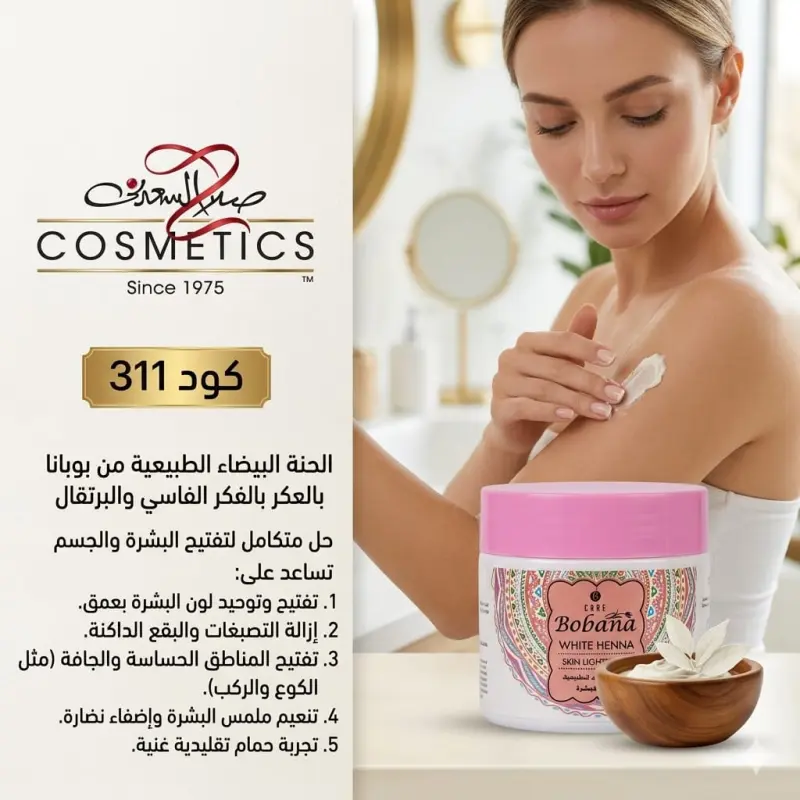 COSMETICS
Since 1975
TM
كود 311
الحنة البيضاء الطبيعية من بوبانا
بالعكر بالفكر الفاسي والبرتقال
حل متكامل لتفتيح البشرة والجسم
تساعد على:
1. تفتيح وتوحيد لون البشرة بعمق.
2. إزالة التصبغات والبقع الداكنة.
3. تفتيح المناطق الحساسة والجافة (مثل
الكوع والركب).
4. تنعيم ملمس البشرة وإضفاء نضارة.
5. تجربة حمام تقليدية غنية.
CARE
Bobana
WHITE HENNA
SKIN LIGHT